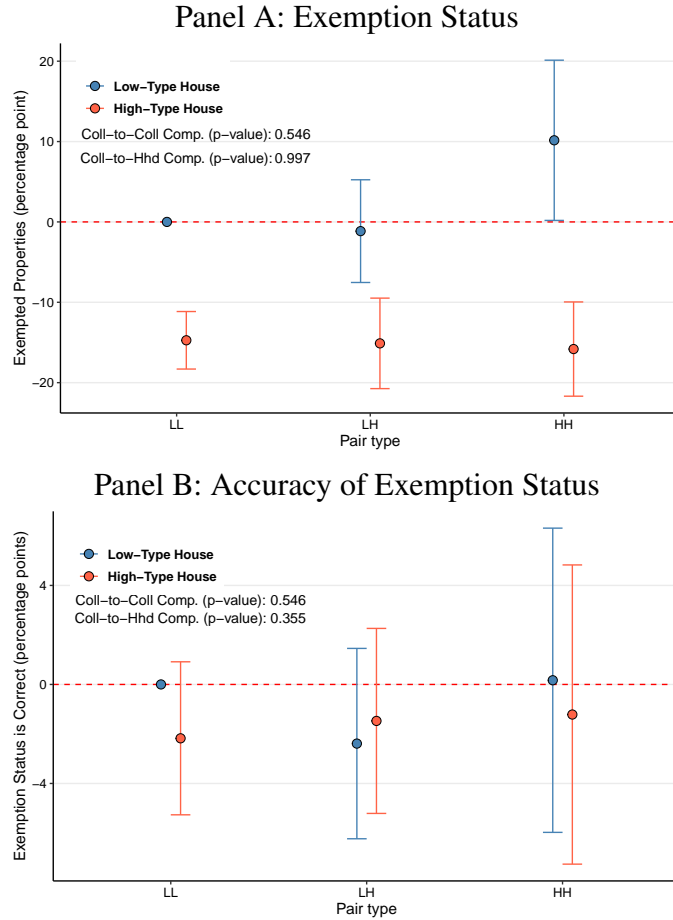 Panel A: Exemption Status
Exempted Properties (percentage point)
20
10
0
−10
−20
Low−Type House
High−Type House
Coll−to−Coll Comp. (p−value): 0.546
Coll−to−Hhd Comp. (p−value): 0.997
LL LH HH
Pair type
Panel B: Accuracy of Exemption Status
Exemption Status is Correct (percentage points)
4
0
−4
Low−Type House
High−Type House
Coll−to−Coll Comp. (p−value): 0.546
Coll−to−Hhd Comp. (p−value): 0.355
LL LH HH
Pair type